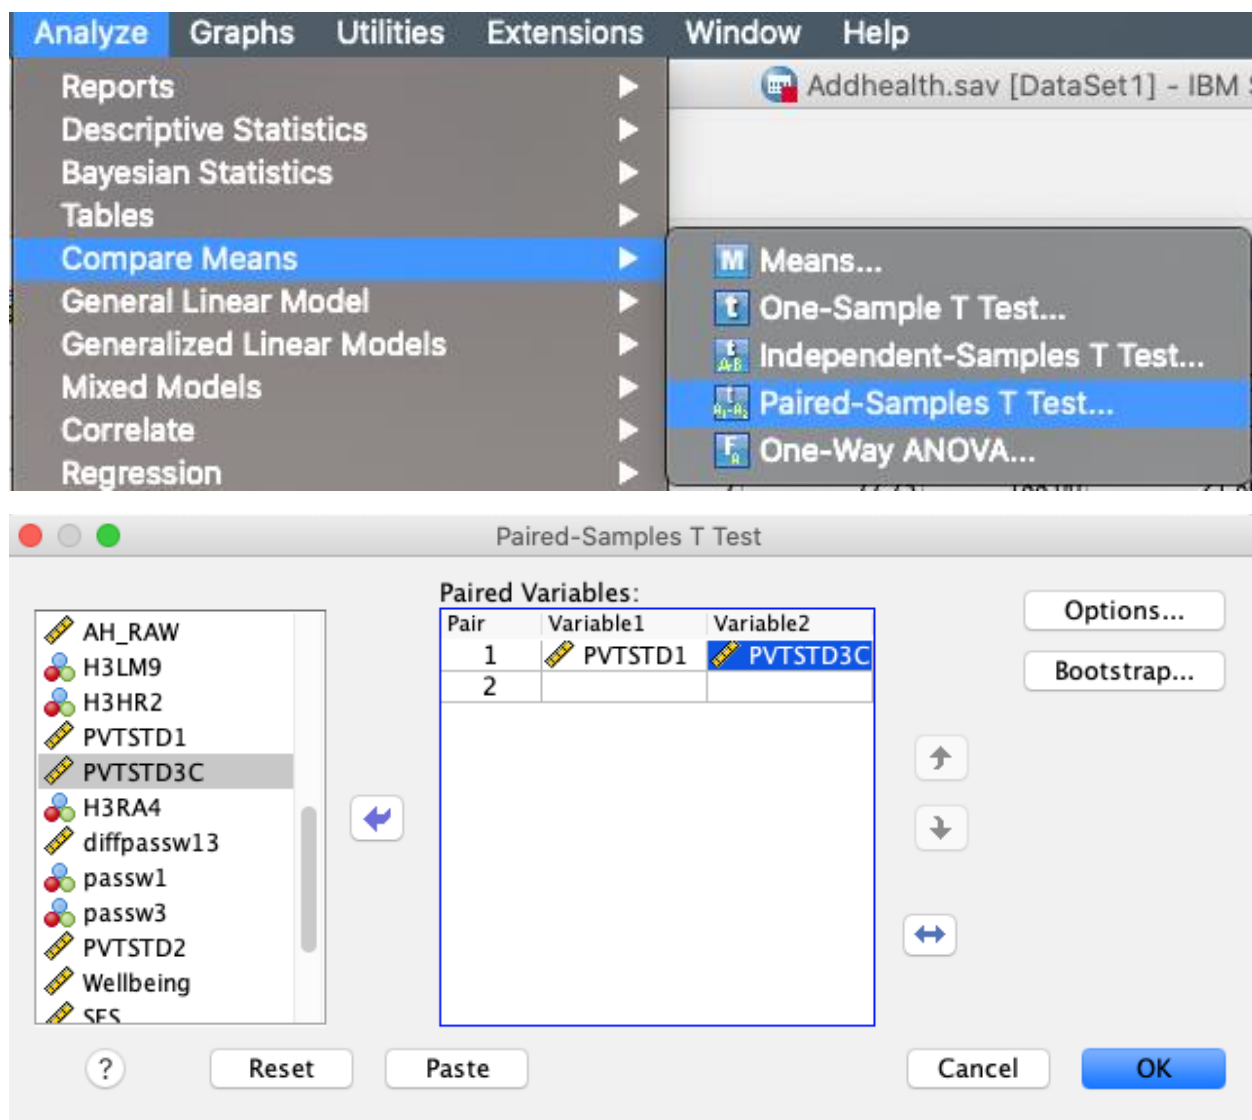 Analyze Graphs Utilities Extensions Window Help
Addhealth.sav [DataSet1] - IBM
Reports
Descriptive Statistics
Bayesian Statistics
Tables
Compare Means
General Linear Model
Generalized Linear Models
Mixed Models
Correlate
Regression
M Means...
t One-Sample T Test...
Independent-Samples T Test...
Paired-Samples T Test...
One-Way ANOVA...
Paired-Samples T Test
AH_RAW
H3LM9
H3HR2
PVTSTD1
PVTSTD3C
H3RA4
diffpassw13
passw1
passw3
PVTSTD2
Wellbeing
SES
Paired Variables:
Pair Variable1 Variable2
1 PVTSTD1 PVTSTD3C
2
Options...
Bootstrap...
? Reset Paste Cancel OK